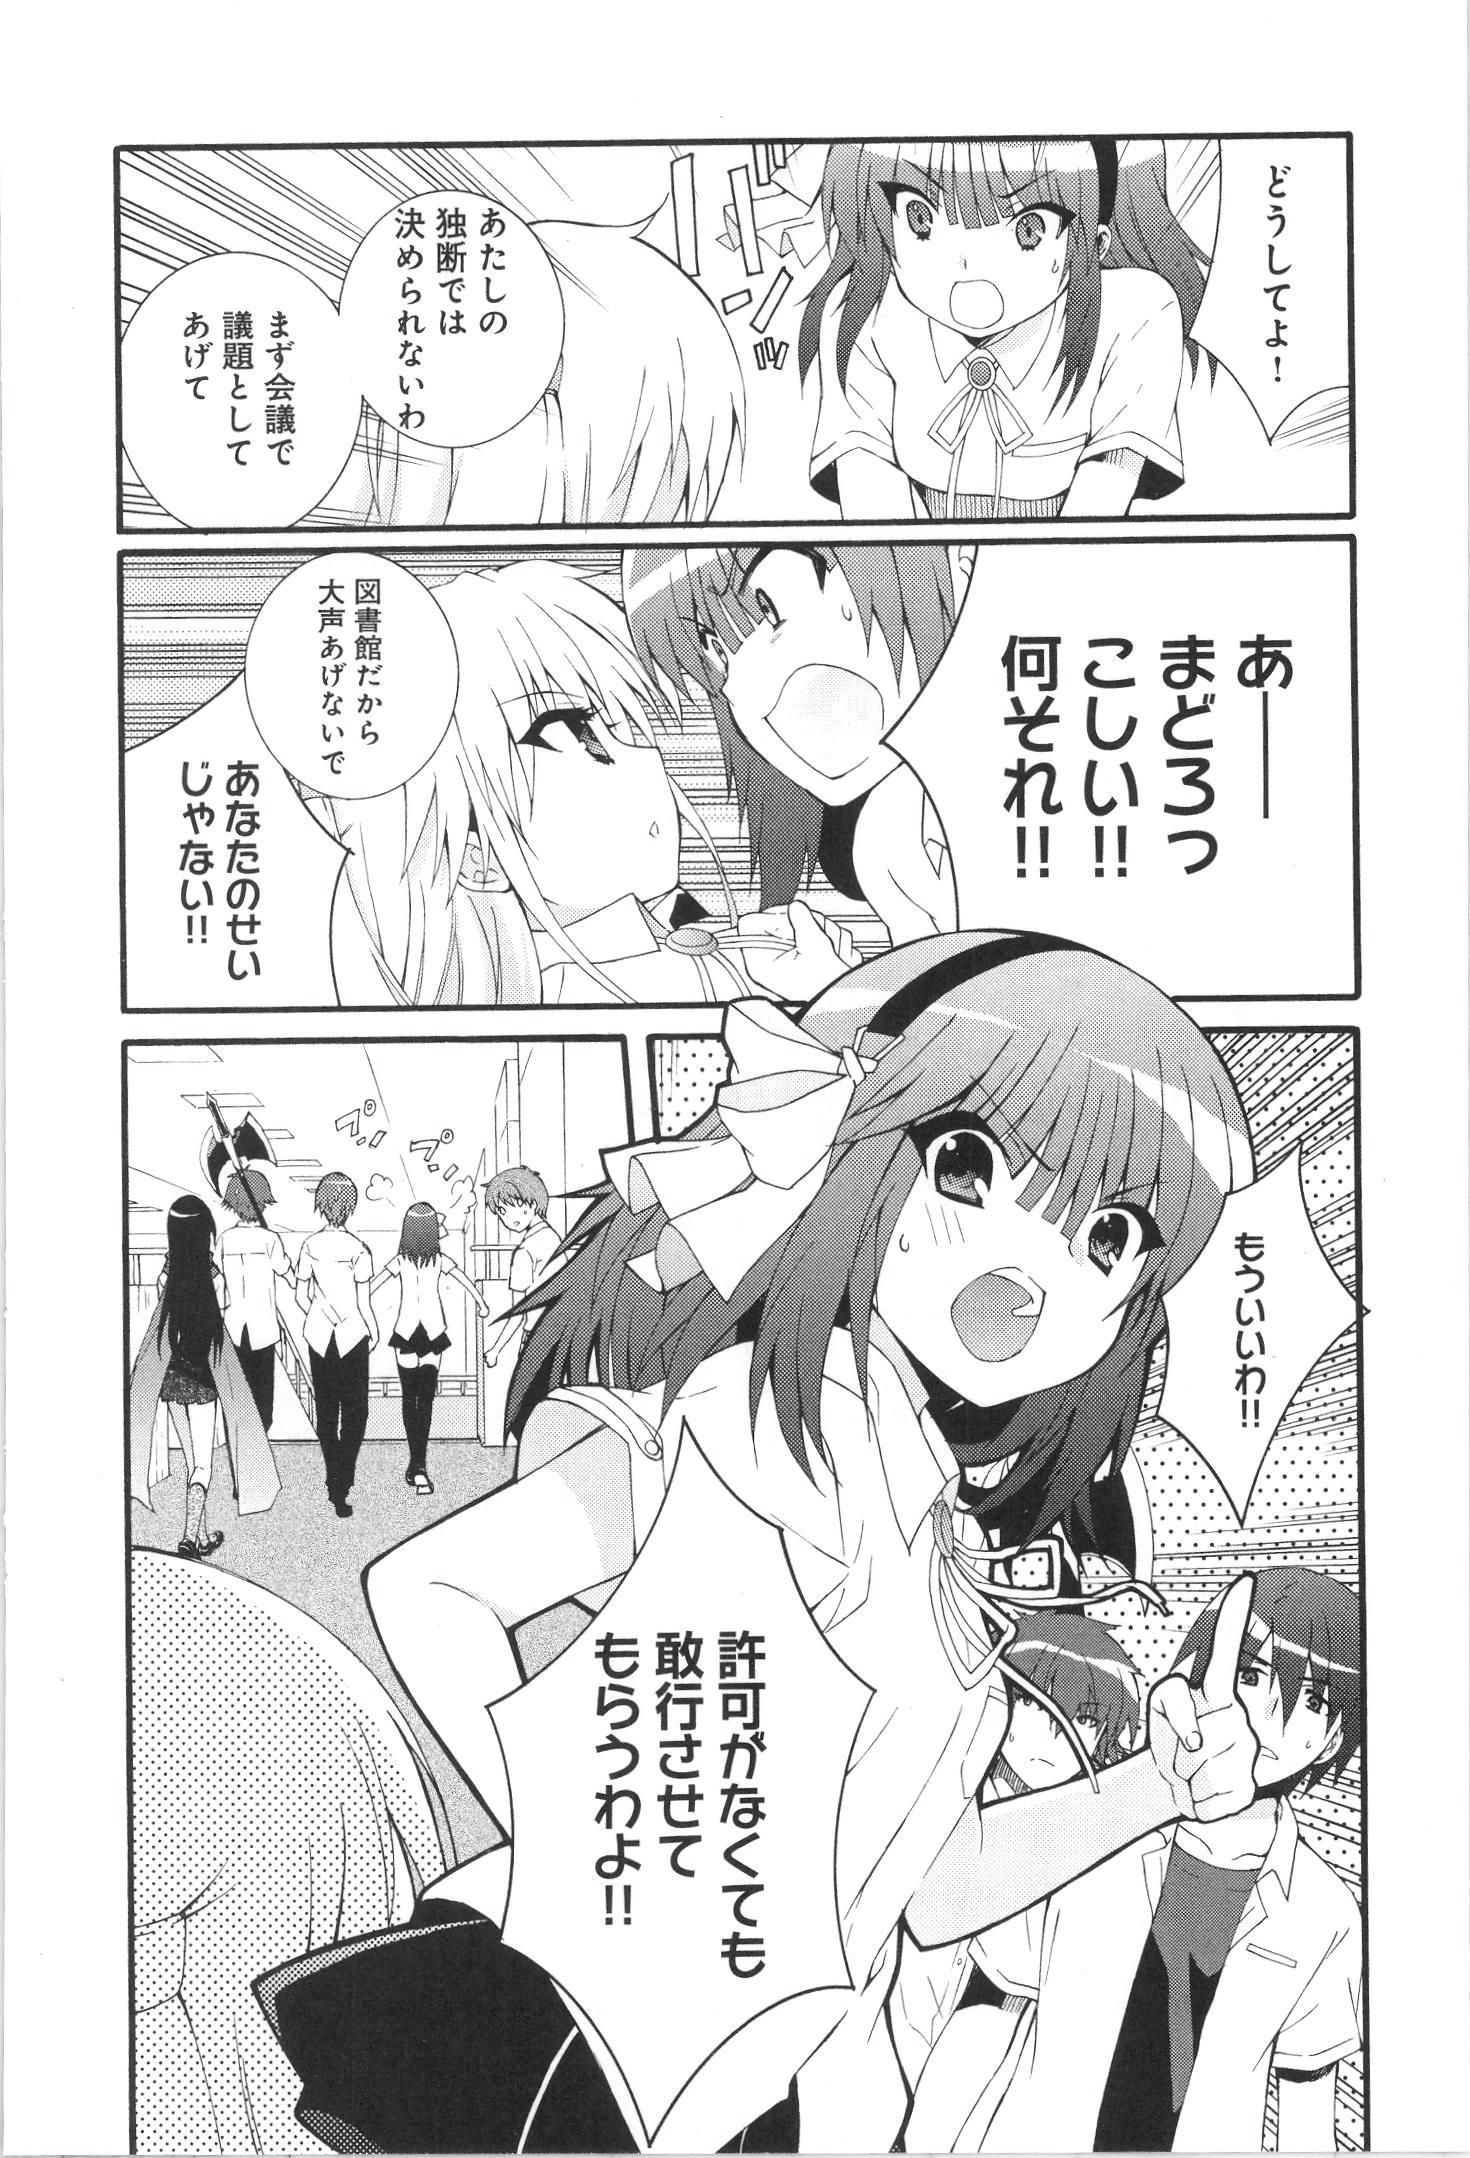 どうしてよ!
あたしの
独断では
決められないわ
まず会議で
議題として
あげて
あ――
まどろっ
こしい!!
何それ!!
図書館だから
大声あげないで
あなたのせい
じゃない!!
もういいわ!!
許可がなくても
敢行させて
もらうわよ!!
プン
プン